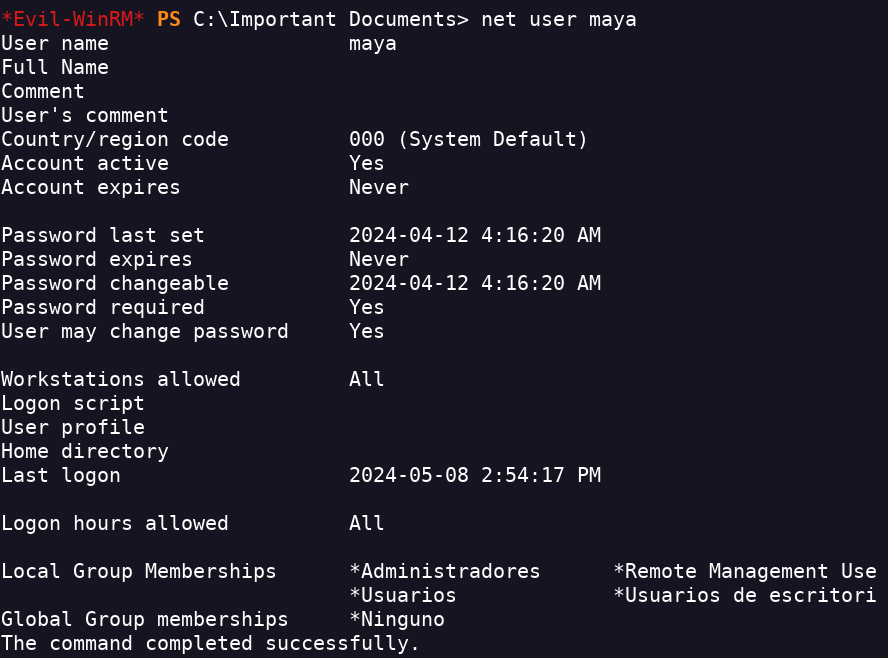 *Evil-WinRM* PS C:\Important Documents> net user maya
User name                    maya
Full Name
Comment
User's comment
Country/region code          000 (System Default)
Account active               Yes
Account expires              Never

Password last set            2024-04-12 4:16:20 AM
Password expires             Never
Password changeable          2024-04-12 4:16:20 AM
Password required            Yes
User may change password     Yes

Workstations allowed         All
Logon script
User profile
Home directory
Last logon                   2024-05-08 2:54:17 PM

Logon hours allowed          All

Local Group Memberships      *Administradores      *Remote Management Use
                             *Usuarios             *Usuarios de escritori
Global Group memberships     *Ninguno
The command completed successfully.